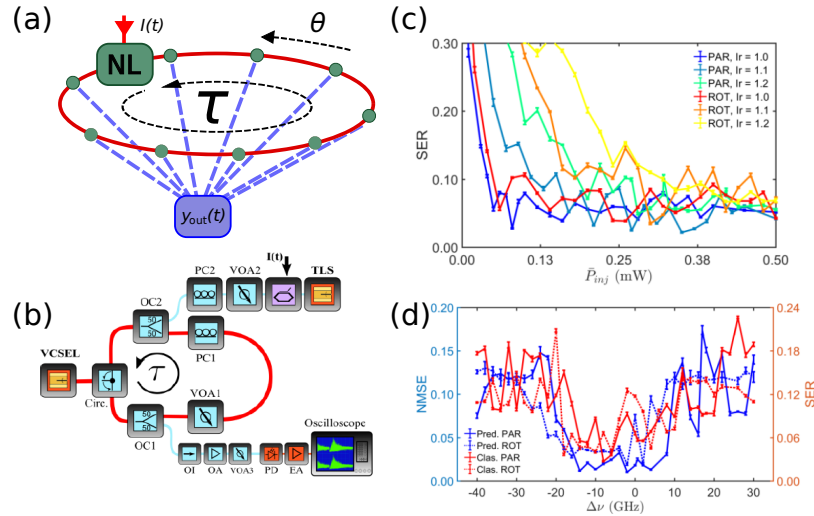 (a)
I(t)
NL
θ
τ
y_out(t)
(b)
I(t)
PC2
VOA2
TLS
OC2
50
50
PC1
VCSEL
τ
Circ.
VOA1
50
50
OC1
Oscilloscope
OI
OA
VOA3
PD
EA
(c)
0.30
0.20
0.10
0.00
SER
PAR, Ir = 1.0
PAR, Ir = 1.1
PAR, Ir = 1.2
ROT, Ir = 1.0
ROT, Ir = 1.1
ROT, Ir = 1.2
0.00 0.13 0.25 0.38 0.50
P̄_inj (mW)
(d)
0.20
0.15
0.10
0.05
0.00
NMSE
0.24
0.18
0.12
0.06
0.00
SER
Pred. PAR
Pred. ROT
Clas. PAR
Clas. ROT
-40 -30 -20 -10 0 10 20 30
Δν (GHz)